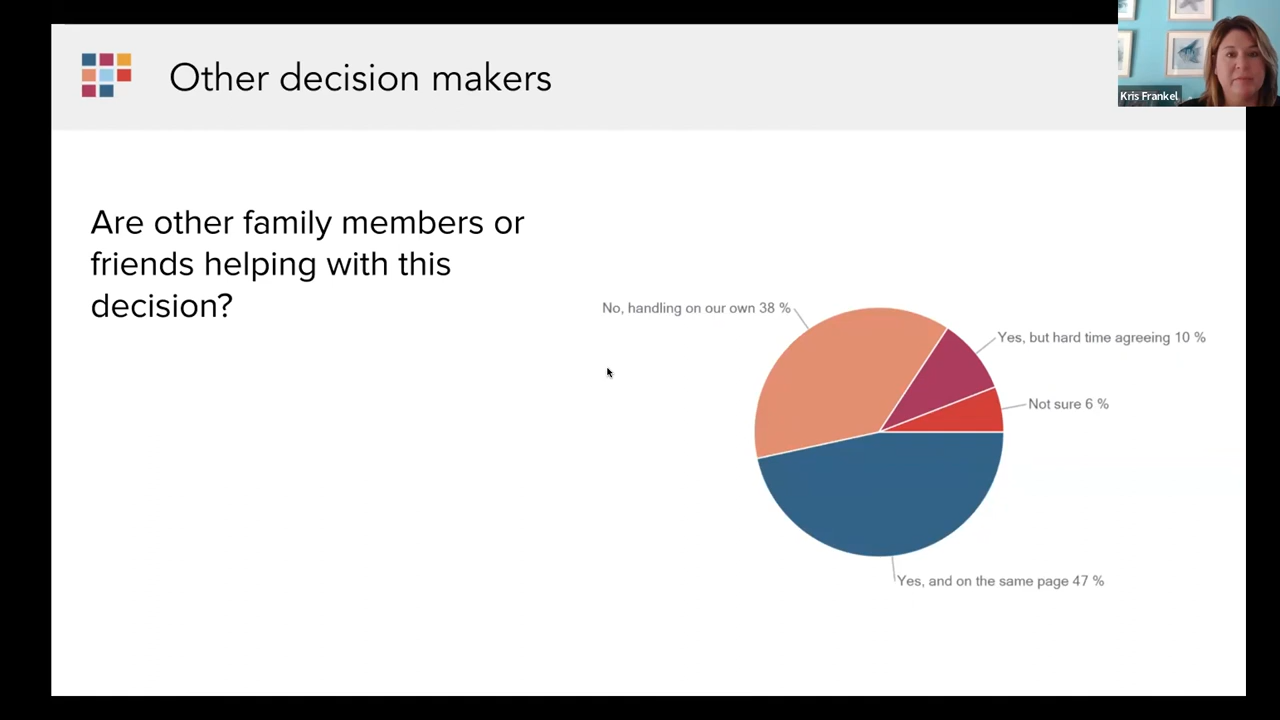 Other decision makers
Kris Frankel
Are other family members or
friends helping with this
decision?
No, handling on our own 38 %
Yes, but hard time agreeing 10 %
Not sure 6 %
Yes, and on the same page 47 %